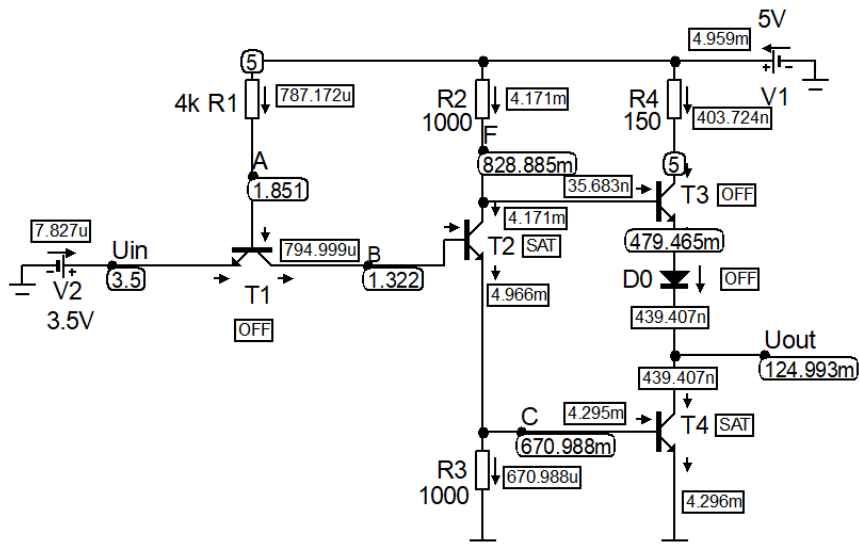 5V
4.959m
5
4k R1
787.172u
R2
1000
4.171m
R4
150
403.724n
V1
F
A
1.851
828.885m
5
35.683n
T3
OFF
7.827u
Uin
3.5
V2
3.5V
T1
OFF
794.999u
B
1.322
4.171m
T2
SAT
4.966m
479.465m
D0
OFF
439.407n
Uout
124.993m
439.407n
C
670.988m
4.295m
T4
SAT
R3
1000
670.988u
4.296m
+ -
+ -